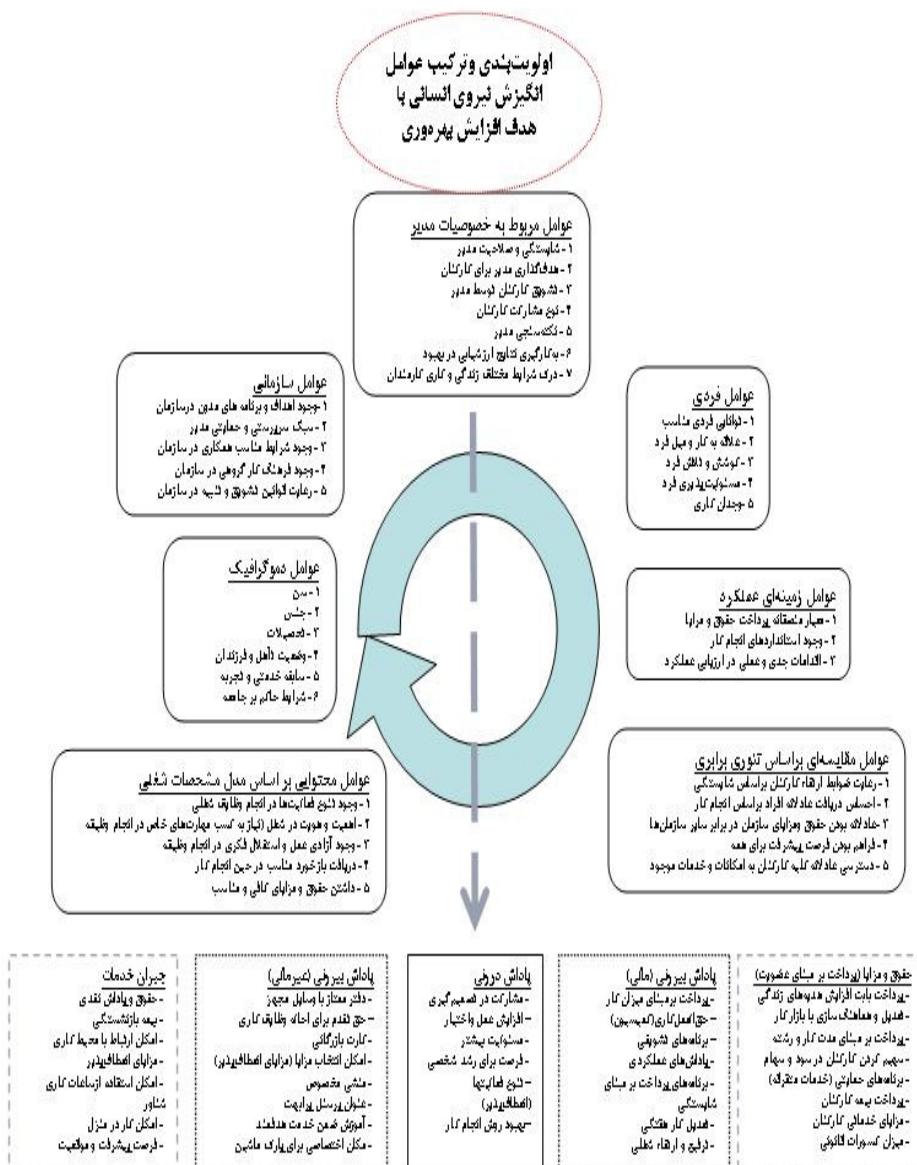 اولویت‌بندی وترکیب عوامل
انگیزش نیروی انسانی با
هدف افزایش بهره‌وری
عوامل مربوط به خصوصیات مدیر
۱ -شایستگی و صلاحیت مدیر
۲ -هدف‌گذاری مدیر برای کارکنان
۳ -تشویق کارکنان توسط مدیر
۴ -نوع مشارکت کارکنان
۵ -نکته‌سنجی مدیر
۶ -به‌کارگیری نتایج ارزشیابی در بهبود
۷ -درک شرایط مختلف زندگی و کاری کارمندان
عوامل فردی
۱ -توانایی فردی مناسب
۲ -علاقه به کار و میل فرد
۳ -کوشش و تلاش فرد
۴ -مسئولیت‌پذیری فرد
۵ -وجدان کاری
عوامل سازمانی
۱ -وجود اهداف و برنامه های مدون درسازمان
۲ -سبک سرپرستی و حمایتی مدیر
۳ -وجود شرایط مناسب همکاری در سازمان
۴ -وجود فرهنگ کار گروهی در سازمان
۵ -رعایت قوانین تشویق و تنبیه در سازمان
عوامل زمینه‌ای عملکرد
۱ -معیار منصفانه پرداخت حقوق و مزایا
۲ -وجود استانداردهای انجام کار
۳ -اقدامات جدی و عملی در ارزیابی عملکرد
عوامل دموگرافیک
۱ -سن
۲ -جنس
۳ -تحصیلات
۴ -وضعیت تأهل و فرزندان
۵ -سابقه خدمتی و تجربه
۶ -شرایط حاکم بر جامعه
عوامل مقایسه‌ای براساس تئوری برابری
۱ -رعایت ضوابط ارتقاء کارکنان براساس شایستگی
۲ -احساس دریافت عادلانه افراد براساس انجام کار
۳ -عادلانه بودن حقوق ومزایای سازمان در برابر سایر سازمان‌ها
۴ -فراهم بودن فرصت پیشرفت برای همه
۵ -دسترسی عادلانه کلیه کارکنان به امکانات و خدمات موجود
عوامل محتوایی بر اساس مدل مشخصات شغلی
۱ -وجود تنوع فعالیت‌ها در انجام وظایف شغلی
۲ -اهمیت و هویت در شغل (نیاز به کسب مهارت‌های خاص در انجام وظیفه
۳ -وجود آزادی عمل و استقلال فکری در انجام وظیفه
۴ -دریافت بازخورد مناسب در حین انجام کار
۵ -داشتن حقوق و مزایای کافی و مناسب
حقوق و مزایا (پرداخت بر مبنای عضویت)
-پرداخت بابت افزایش هدیه‌های زندگی
-تعدیل و هماهنگ سازی با بازار کار
-پرداخت بر مبنای مدت کار و رشته
-سهیم کردن کارکنان در سود و سهام
-برنامه‌های حمایتی (خدمات متفرقه)
-پرداخت بیمه کارکنان
-مزایای خدماتی کارکنان
-میزان کسورات قانونی
پاداش بیرونی (مالی)
-پرداخت برمبنای میزان کار
-حق‌العمل‌کاری(کمیسیون)
-برنامه‌های تشویقی
-پاداش‌های عملکردی
-برنامه‌های پرداخت بر مبنای
شایستگی
-تعدیل کار هفتگی
-ترفیع و ارتقاء شغلی
پاداش درونی
-مشارکت در تصمیم‌گیری
-افزایش عمل واختیار
-مسئولیت بیشتر
-فرصت برای رشد شخصی
-تنوع فعالیتها
(انعطاف‌پذیر)
-بهبود روش انجام کار
پاداش بیرونی (غیرمالی)
-دفتر ممتاز با وسایل مجهز
-حق تقدم برای احاله وظایف کاری
-کارت بازرگانی
-امکان انتخاب مزایا (مزایای انعطاف‌پذیر)
-منشی مخصوص
-عنوان پرسنل پرابهت
-آموزش ضمن خدمت هدفمند
-مکان اختصاصی برای پارک ماشین
جبران خدمات
-حقوق وپاداش نقدی
-بیمه بازنشستگی
-امکان ارتباط با محیط کاری
-مزایای انعطاف‌پذیر
-امکان استفاده ازساعات کاری
شناور
-امکان کار در منزل
-فرصت پیشرفت و موفقیت